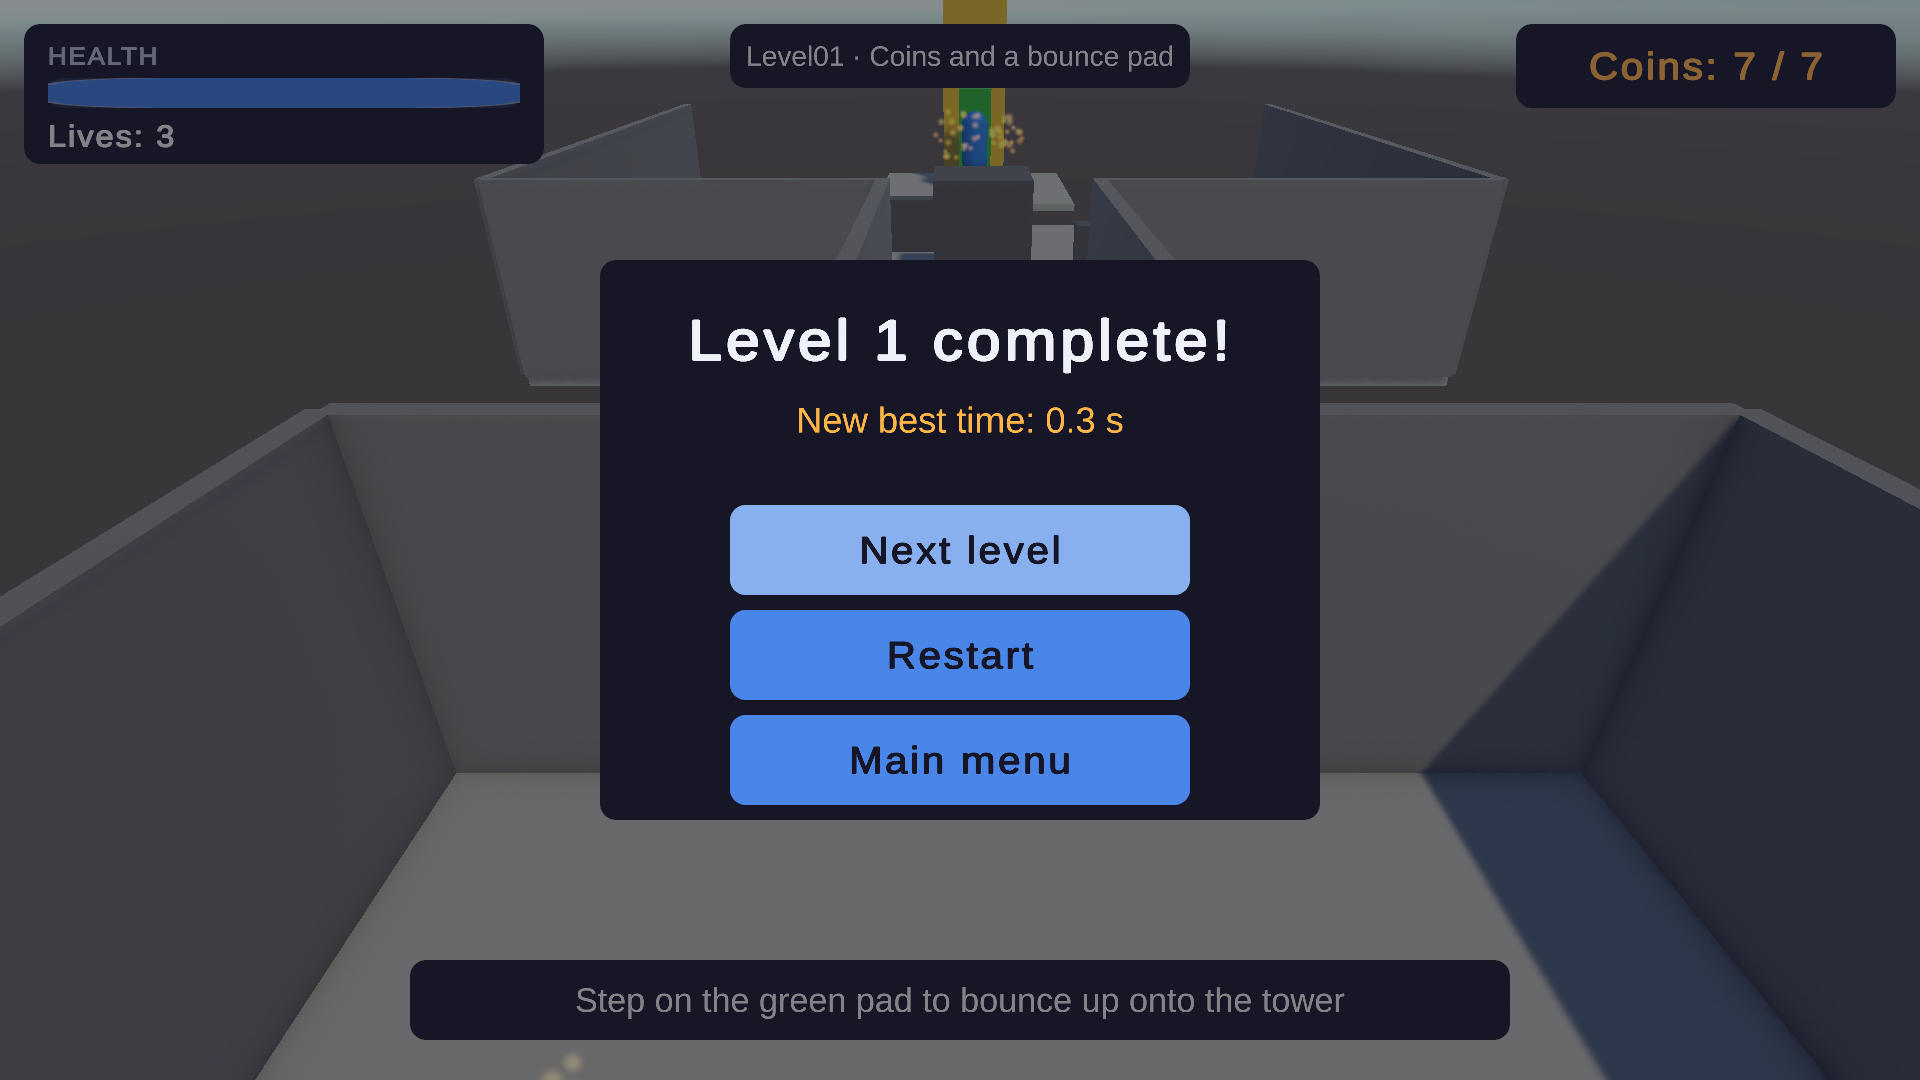 HEALTH
Lives: 3
Level01 · Coins and a bounce pad
Coins: 7 / 7
Level 1 complete!
New best time: 0.3 s
Next level
Restart
Main menu
Step on the green pad to bounce up onto the tower